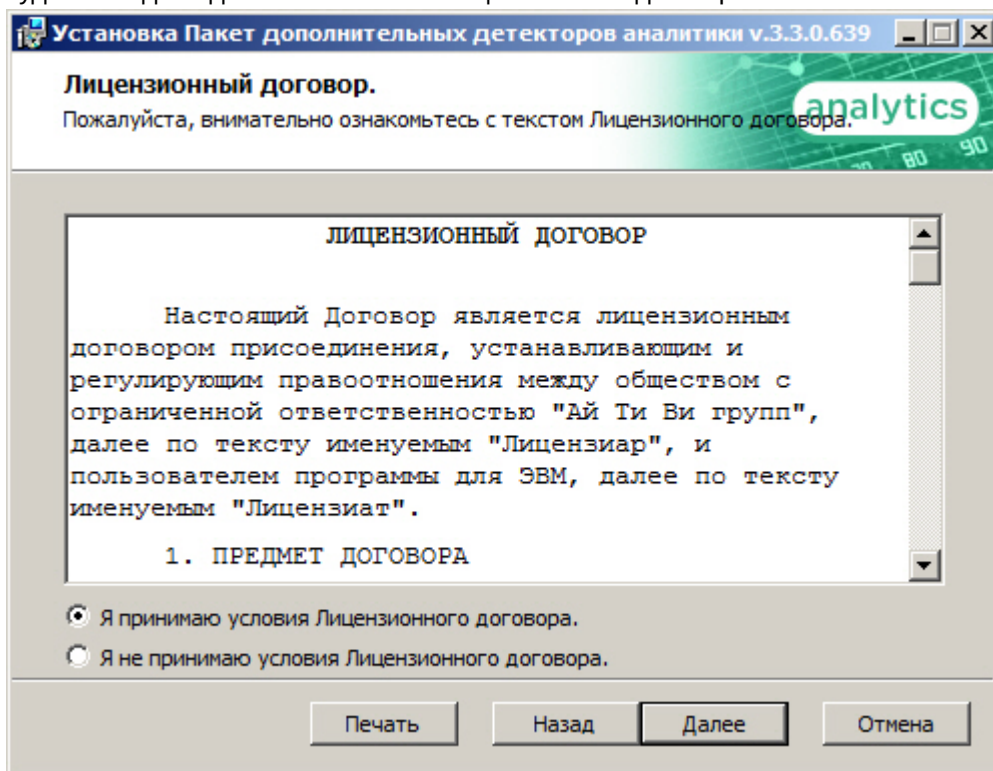 Установка Пакет дополнительных детекторов аналитики v.3.3.0.639
Лицензионный договор.
Пожалуйста, внимательно ознакомьтесь с текстом Лицензионного договора.
analytics
80
90
ЛИЦЕНЗИОННЫЙ ДОГОВОР
Настоящий Договор является лицензионным
договором присоединения, устанавливающим и
регулирующим правоотношения между обществом с
ограниченной ответственностью "Ай Ти Ви групп",
далее по тексту именуемым "Лицензиар", и
пользователем программы для ЭВМ, далее по тексту
именуемым "Лицензиат".
1. ПРЕДМЕТ ДОГОВОРА
Я принимаю условия Лицензионного договора.
Я не принимаю условия Лицензионного договора.
Печать
Назад
Далее
Отмена